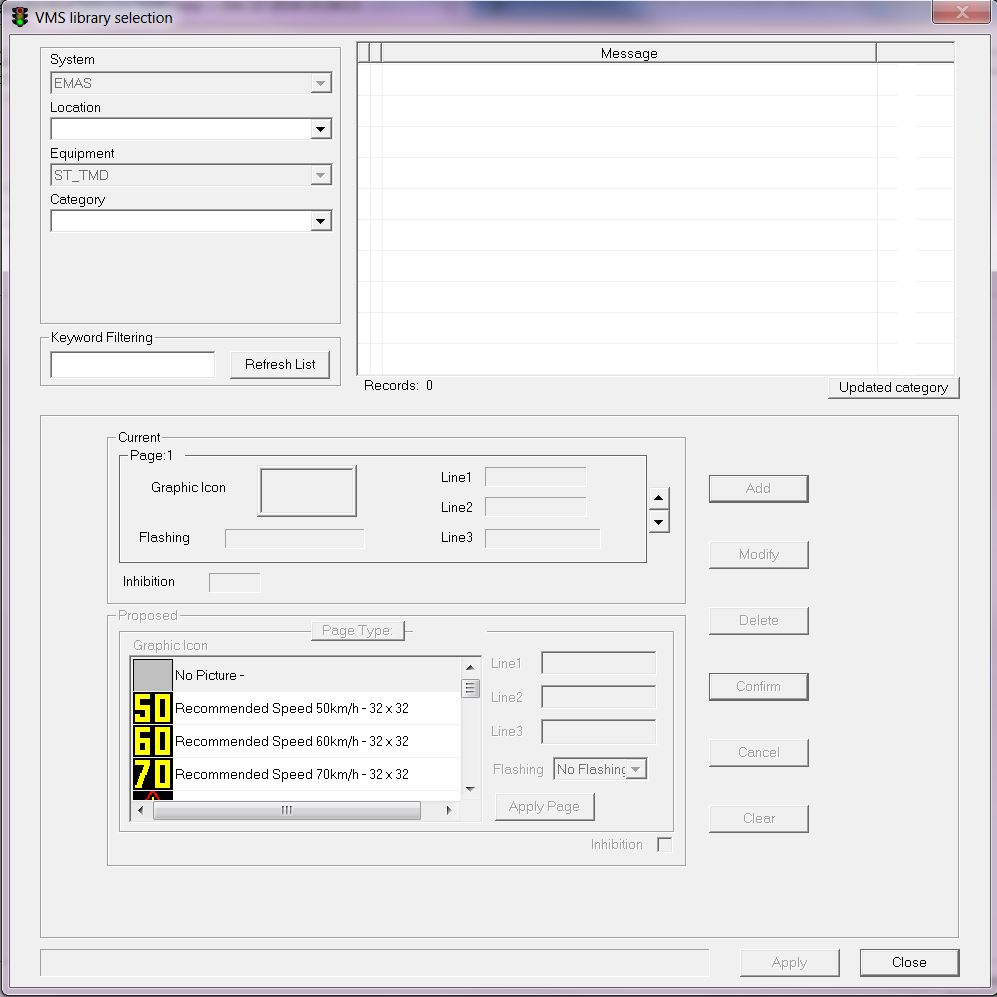 VMS library selection
System
EMAS
Location
Equipment
ST_TMD
Category
Keyword Filtering
Refresh List
Message
Records: 0
Updated category
Current
Page:1
Graphic Icon
Flashing
Line1
Line2
Line3
Inhibition
Proposed
Page Type:
Graphic Icon
No Picture -
50 Recommended Speed 50km/h - 32 x 32
60 Recommended Speed 60km/h - 32 x 32
70 Recommended Speed 70km/h - 32 x 32
Line1
Line2
Line3
Flashing No Flashing
Apply Page
Inhibition
Add
Modify
Delete
Confirm
Cancel
Clear
Apply
Close